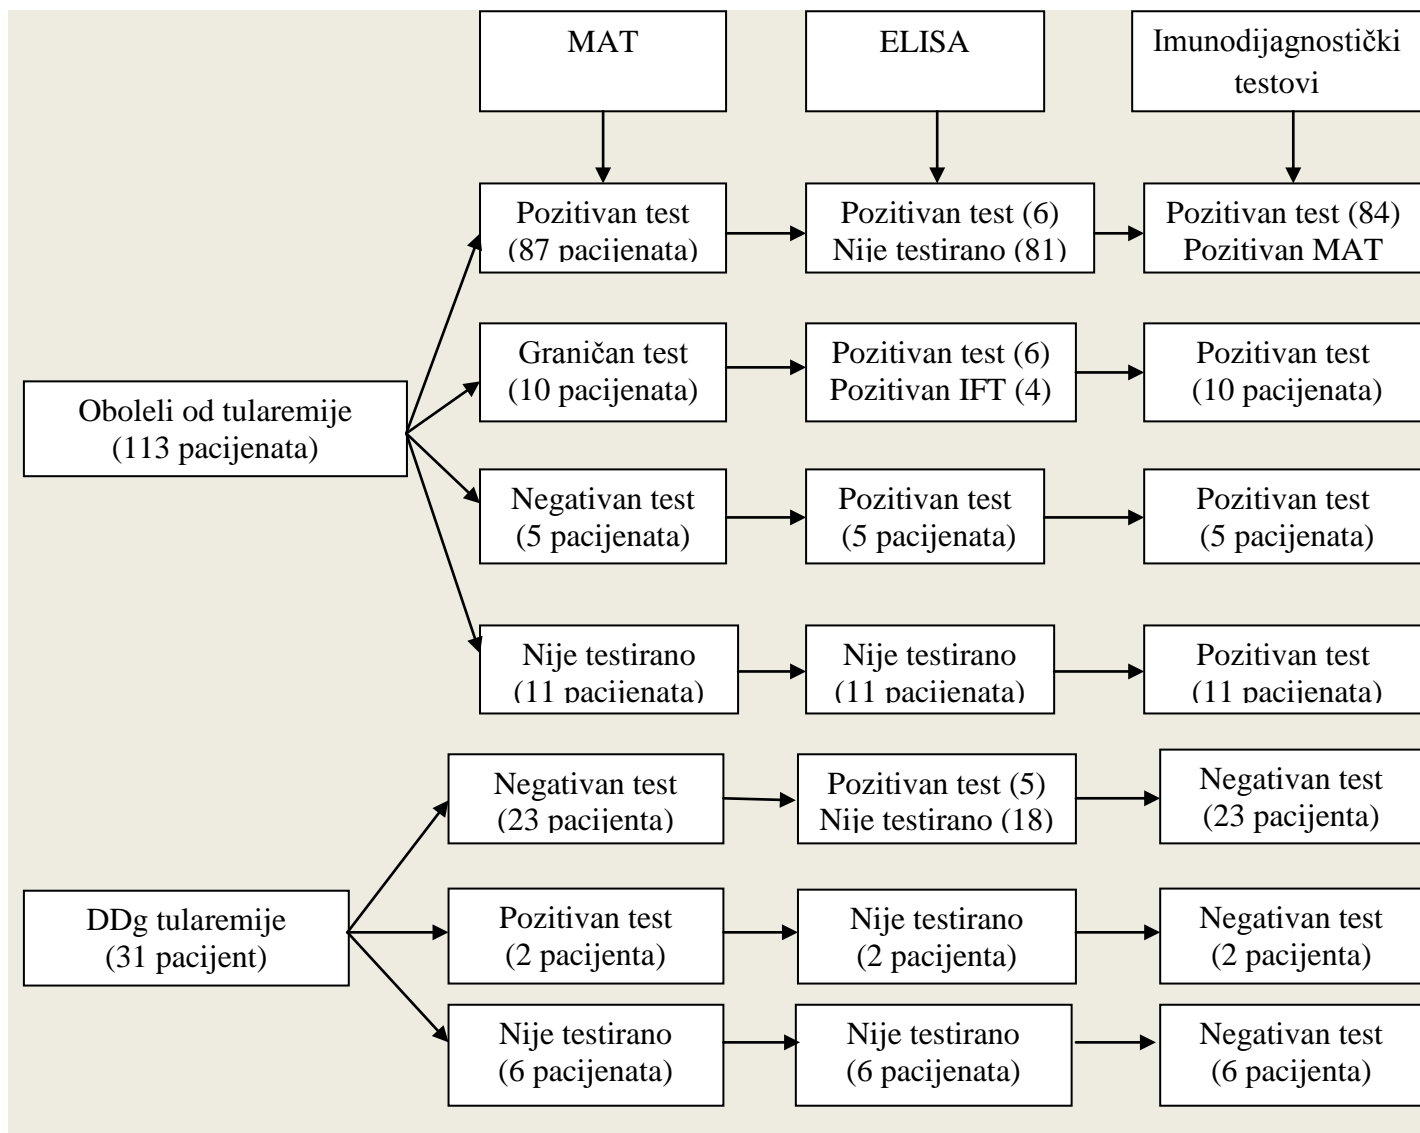 MAT
ELISA
Imunodijagnostički
testovi
Pozitivan test
(87 pacijenata)
Pozitivan test (6)
Nije testirano (81)
Pozitivan test (84)
Pozitivan MAT
Graničan test
(10 pacijenata)
Pozitivan test (6)
Pozitivan IFT (4)
Pozitivan test
(10 pacijenata)
Oboleli od tularemije
(113 pacijenata)
Negativan test
(5 pacijenata)
Pozitivan test
(5 pacijenata)
Pozitivan test
(5 pacijenata)
Nije testirano
(11 pacijenata)
Nije testirano
(11 pacijenata)
Pozitivan test
(11 pacijenata)
Negativan test
(23 pacijenta)
Pozitivan test (5)
Nije testirano (18)
Negativan test
(23 pacijenta)
DDg tularemije
(31 pacijent)
Pozitivan test
(2 pacijenta)
Nije testirano
(2 pacijenta)
Negativan test
(2 pacijenta)
Nije testirano
(6 pacijenata)
Nije testirano
(6 pacijenata)
Negativan test
(6 pacijenta)